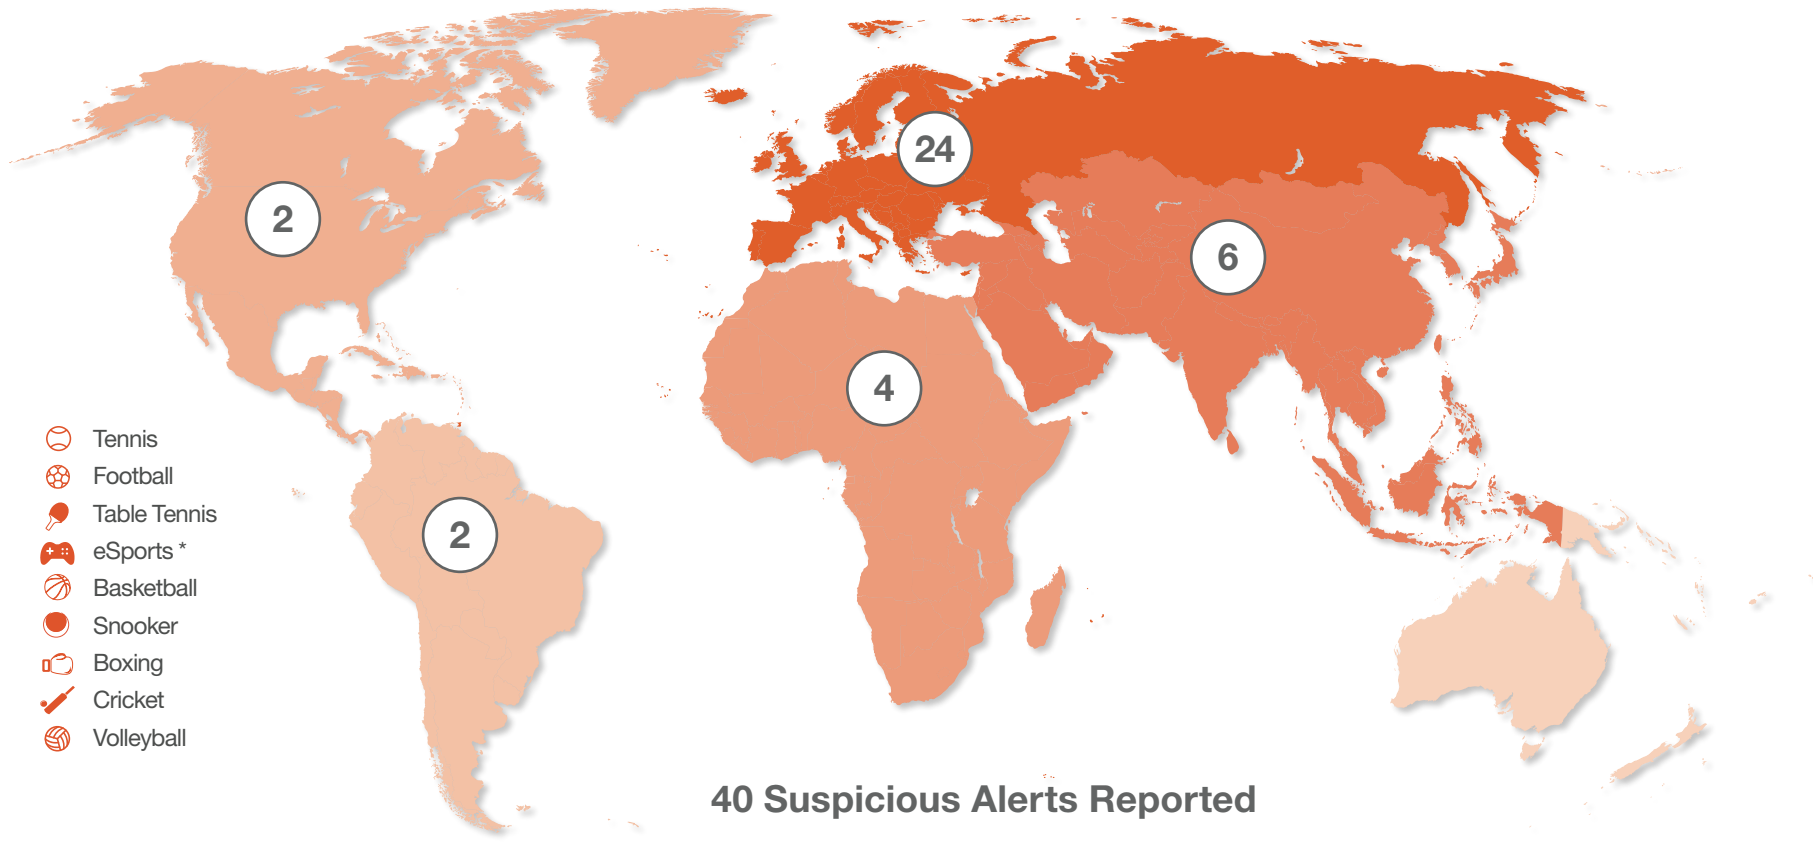 24
2
6
4
Tennis
Football
Table Tennis
eSports *
Basketball
Snooker
Boxing
Cricket
Volleyball
2
40 Suspicious Alerts Reported